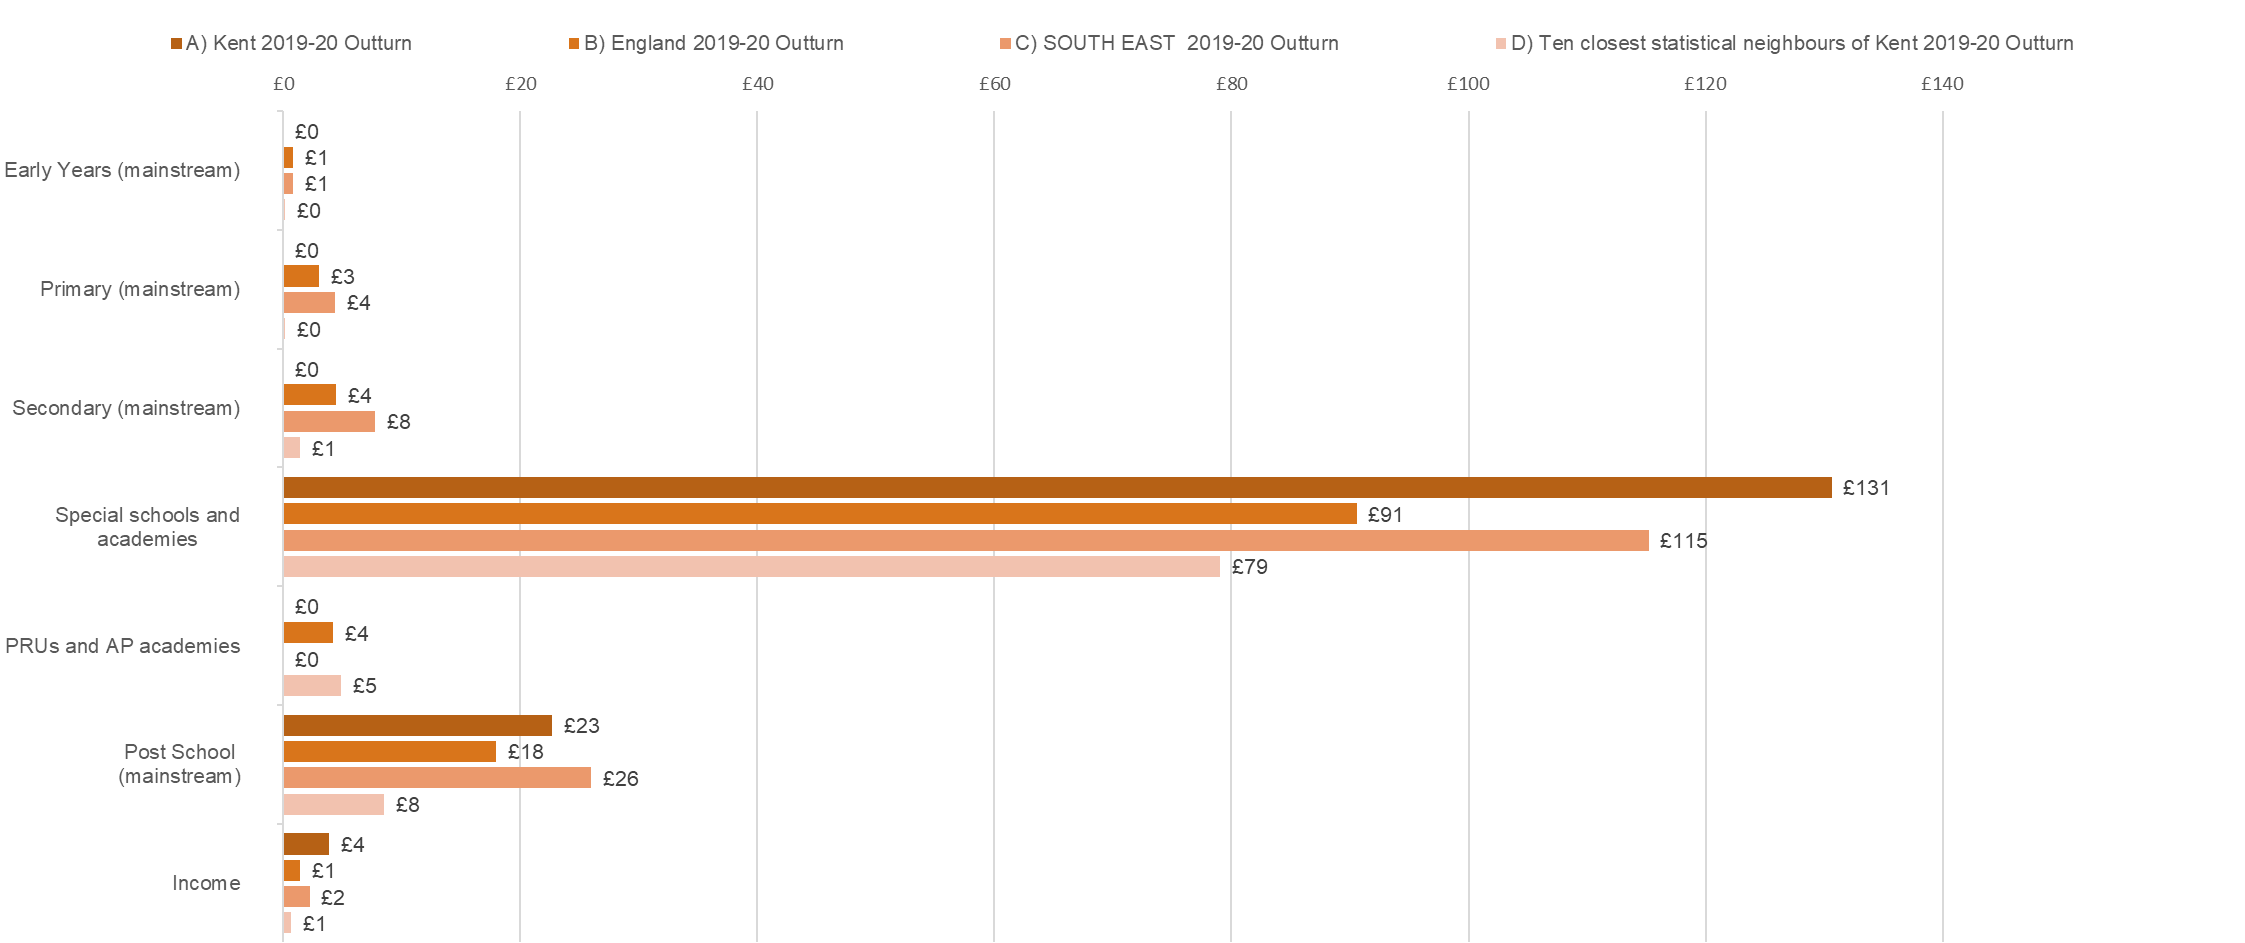 A) Kent 2019-20 Outturn
B) England 2019-20 Outturn
C) SOUTH EAST  2019-20 Outturn
D) Ten closest statistical neighbours of Kent 2019-20 Outturn
£0 £20 £40 £60 £80 £100 £120 £140
Early Years (mainstream)
£0
£1
£1
£0
Primary (mainstream)
£0
£3
£4
£0
Secondary (mainstream)
£0
£4
£8
£1
Special schools and
academies
£131
£91
£115
£79
PRUs and AP academies
£0
£4
£0
£5
Post School
(mainstream)
£23
£18
£26
£8
Income
£4
£1
£2
£1